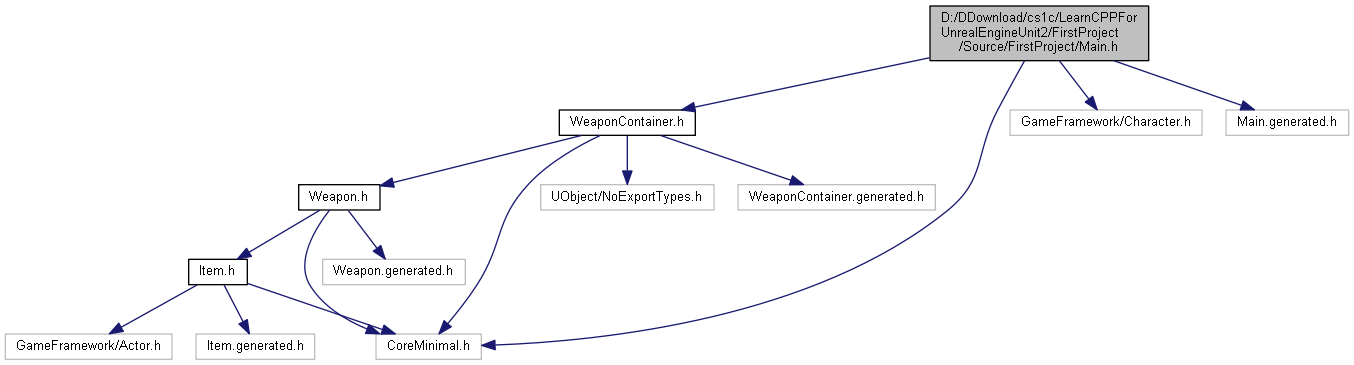 D:/DDownload/cs1c/LearnCPPFor
UnrealEngineUnit2/FirstProject
/Source/FirstProject/Main.h
WeaponContainer.h
GameFramework/Character.h
Main.generated.h
Weapon.h
UObject/NoExportTypes.h
WeaponContainer.generated.h
Item.h
Weapon.generated.h
GameFramework/Actor.h
Item.generated.h
CoreMinimal.h